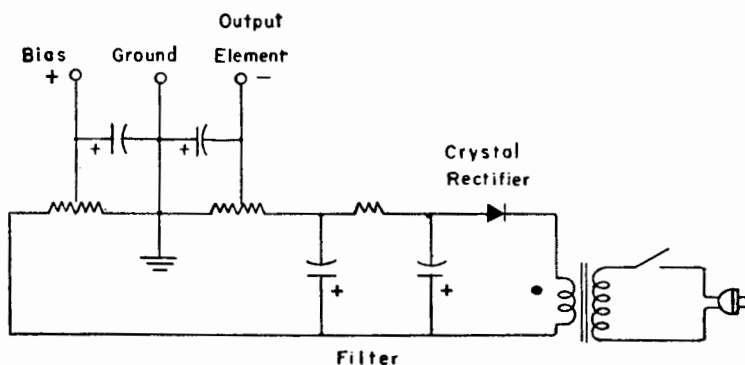 Output
Bias Ground Element
+ −
+ +
Crystal
Rectifier
+ +
Filter